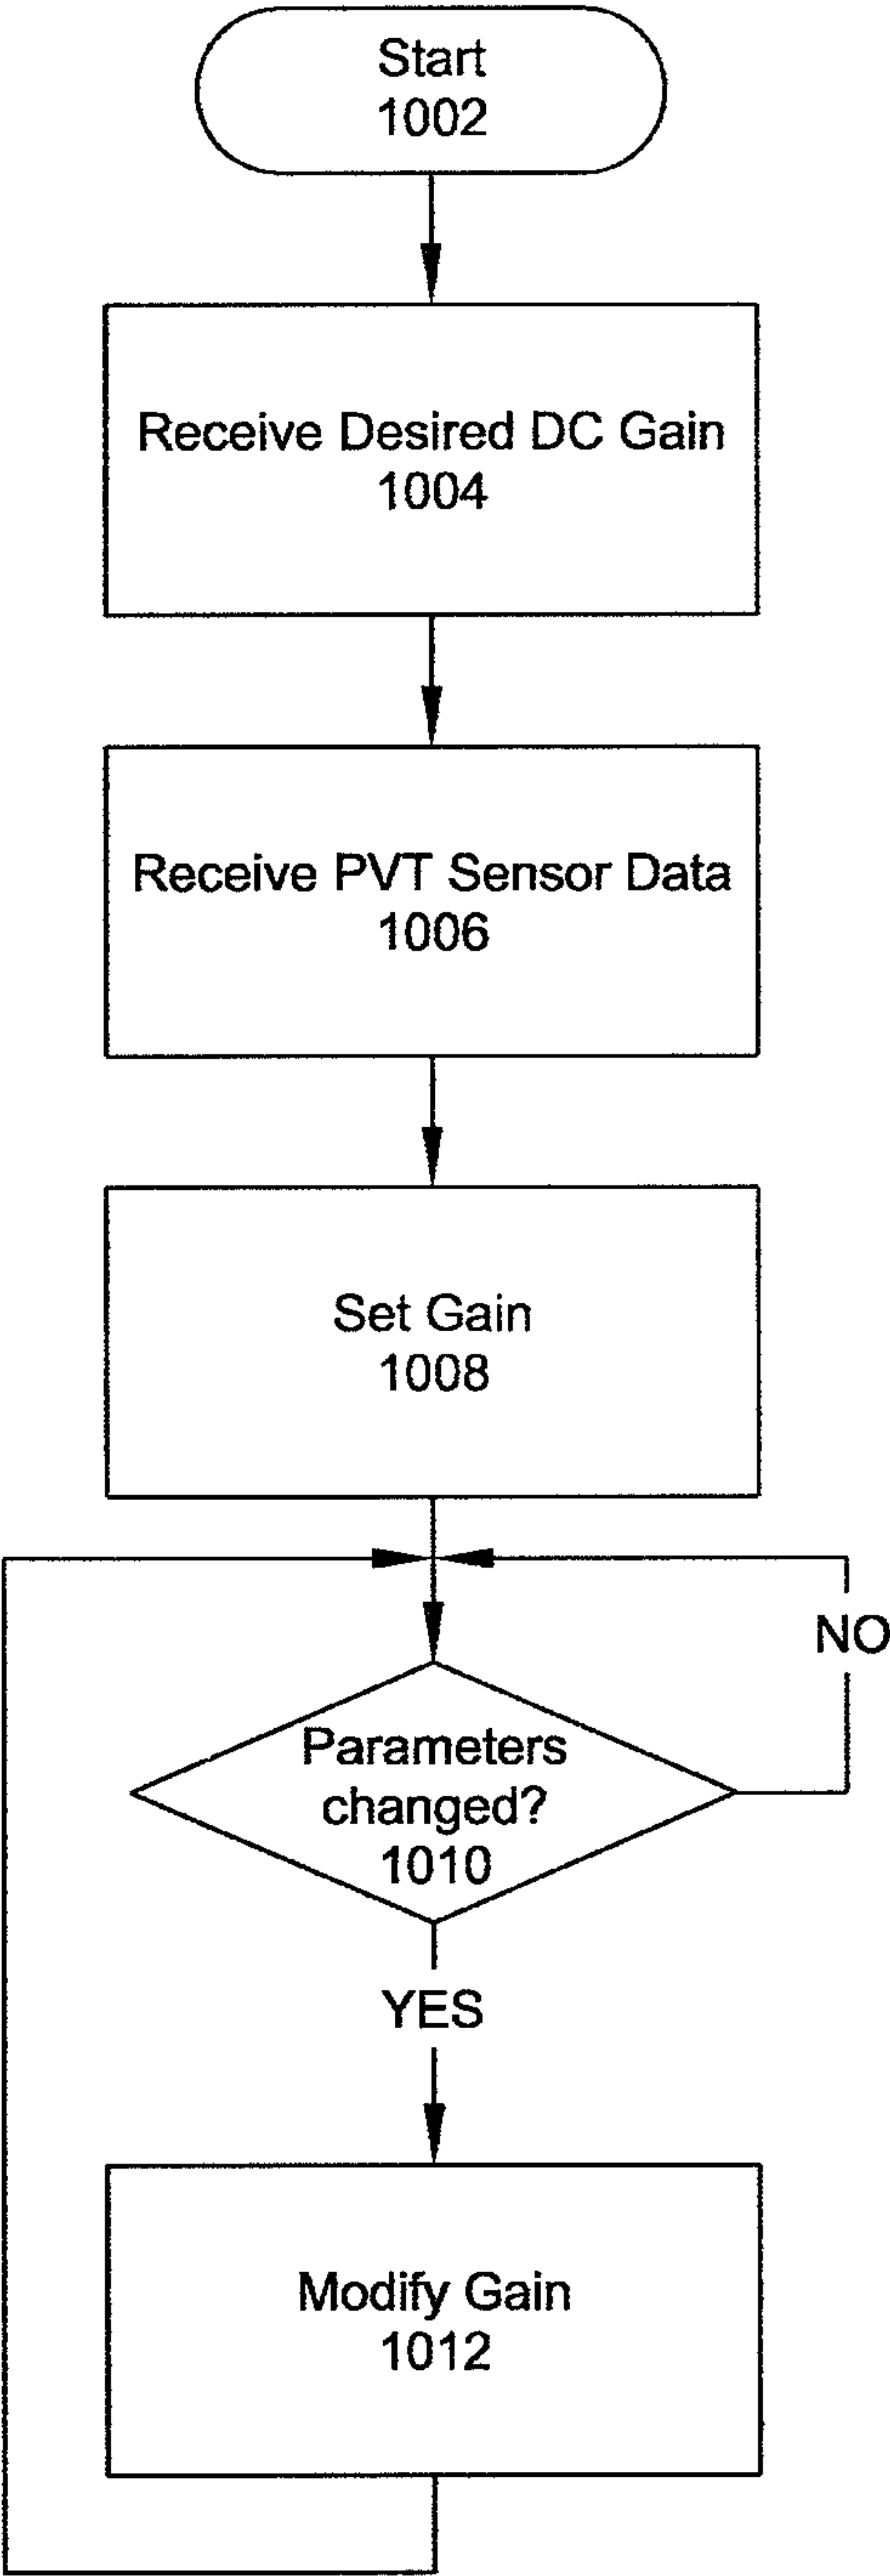 Start
1002
Receive Desired DC Gain
1004
Receive PVT Sensor Data
1006
Set Gain
1008
NO
Parameters
changed?
1010
YES
Modify Gain
1012